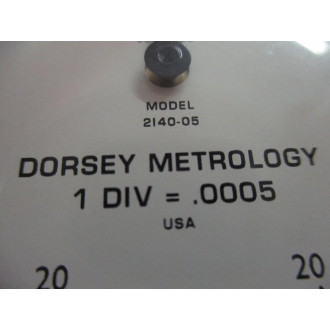 MODEL
2140-05
DORSEY METROLOGY
1 DIV = .0005
USA
20 20